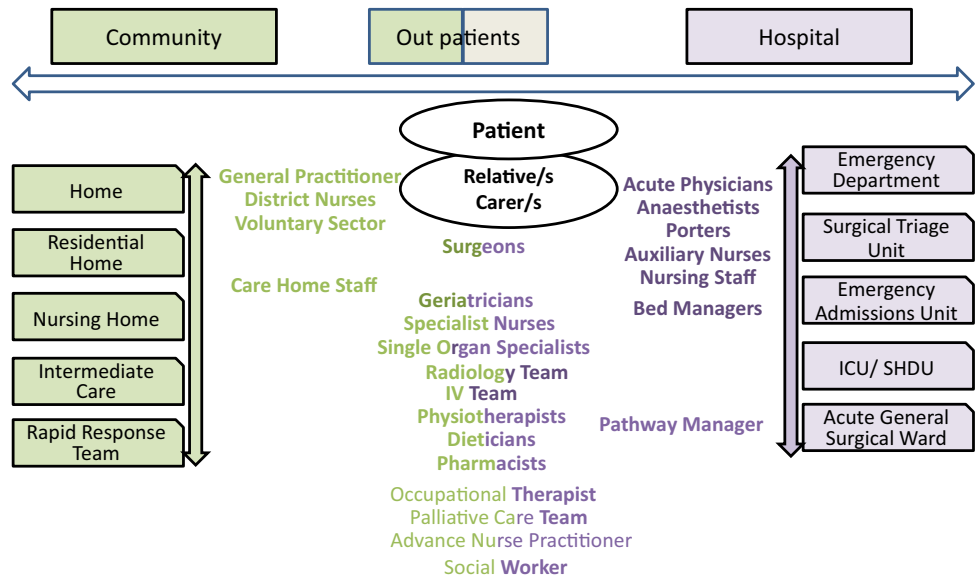 Community
Out patients
Hospital
Patient
Relative/s
Carer/s
Home
Residential
Home
Nursing Home
Intermediate
Care
Rapid Response
Team
General Practitioner
District Nurses
Voluntary Sector
Care Home Staff
Surgeons
Geriatricians
Specialist Nurses
Single Organ Specialists
Radiology Team
IV Team
Physiotherapists
Dieticians
Pharmacists
Occupational Therapist
Palliative Care Team
Advance Nurse Practitioner
Social Worker
Acute Physicians
Anaesthetists
Porters
Auxiliary Nurses
Nursing Staff
Bed Managers
Pathway Manager
Emergency
Department
Surgical Triage
Unit
Emergency
Admissions Unit
ICU/ SHDU
Acute General
Surgical Ward